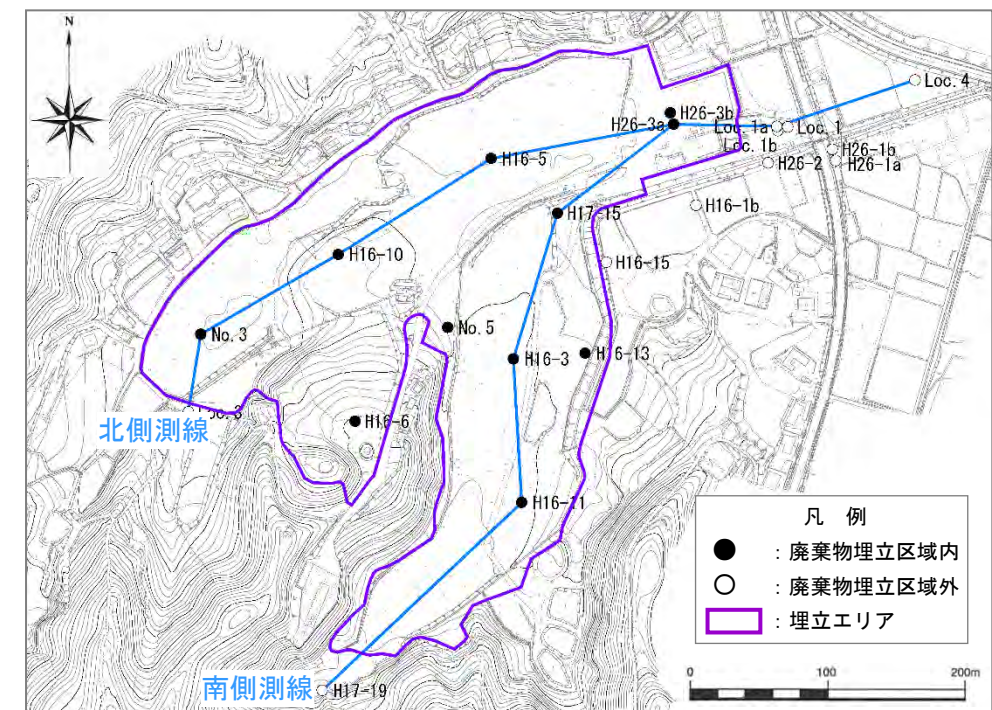 N
Loc. 4
H26-3b
H26-3a
Loc. 1a
Loc. 1
Loc. 1b
H26-1b
H26-2
H26-1a
H16-5
H16-1b
H17-15
H16-10
H16-15
No. 3
No. 5
H16-3
H16-13
Loc. 3
北側測線
H16-6
H16-11
凡 例
● : 廃棄物埋立区域内
○ : 廃棄物埋立区域外
: 埋立エリア
南側測線
H17-19
0 100 200m